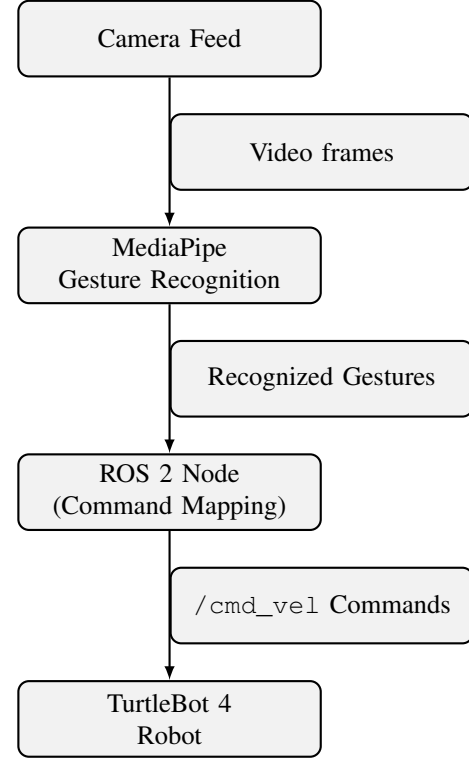 Camera Feed
Video frames
MediaPipe
Gesture Recognition
Recognized Gestures
ROS 2 Node
(Command Mapping)
/cmd_vel Commands
TurtleBot 4
Robot